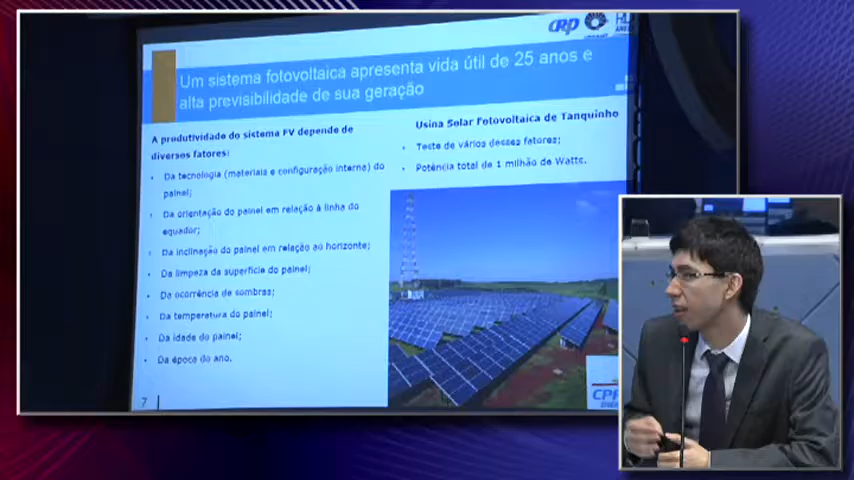 Um sistema fotovoltaica apresenta vida útil de 25 anos e
alta previsibilidade de sua geração
A produtividade do sistema FV depende de
diversos fatores:
• Da tecnologia (materiais e configuração interna) do
painel;
• Da orientação do painel em relação à linha do
equador;
• Da inclinação do painel em relação ao horizonte;
• Da limpeza da superfície do painel;
• Da ocorrência de sombras;
• Da temperatura do painel;
• Da idade do painel;
• Da época do ano.
Usina Solar Fotovoltaica de Tanquinho
• Teste de vários desses fatores;
• Potência total de 1 milhão de Watts.
7